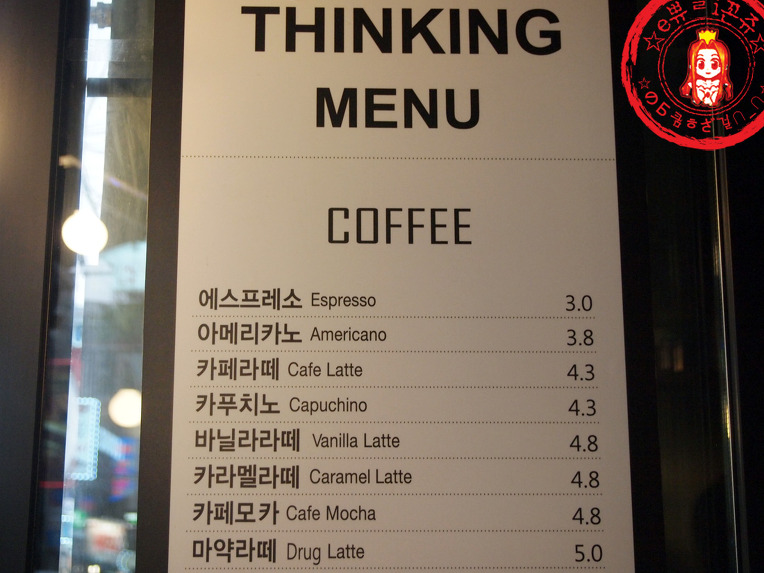 THINKING
MENU
COFFEE
에스프레소 Espresso 3.0
아메리카노 Americano 3.8
카페라떼 Cafe Latte 4.3
카푸치노 Capuchino 4.3
바닐라라떼 Vanilla Latte 4.8
카라멜라떼 Caramel Latte 4.8
카페모카 Cafe Mocha 4.8
마약라떼 Drug Latte 5.0